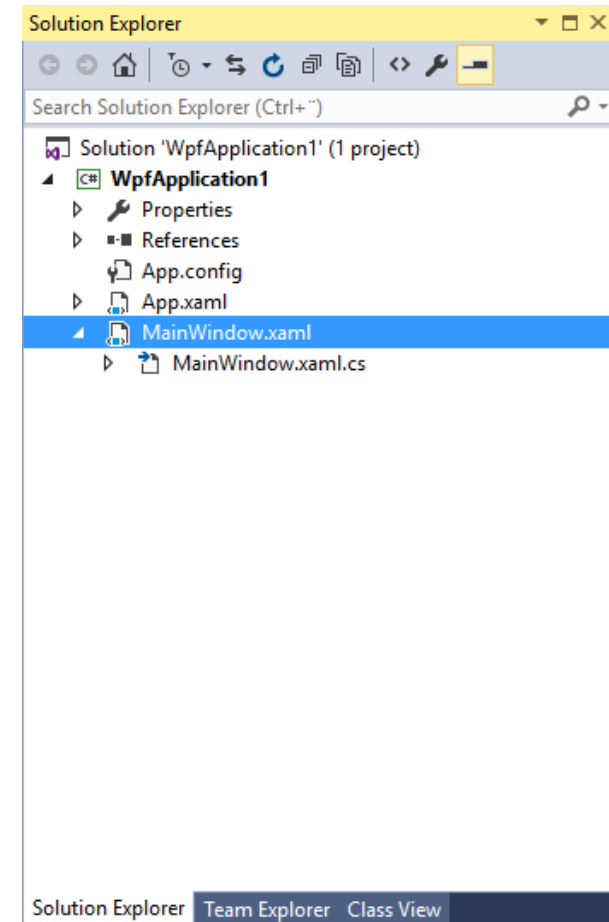 Solution Explorer
Search Solution Explorer (Ctrl+¨)
Solution 'WpfApplication1' (1 project)
C# WpfApplication1
Properties
References
App.config
App.xaml
MainWindow.xaml
MainWindow.xaml.cs
Solution Explorer Team Explorer Class View